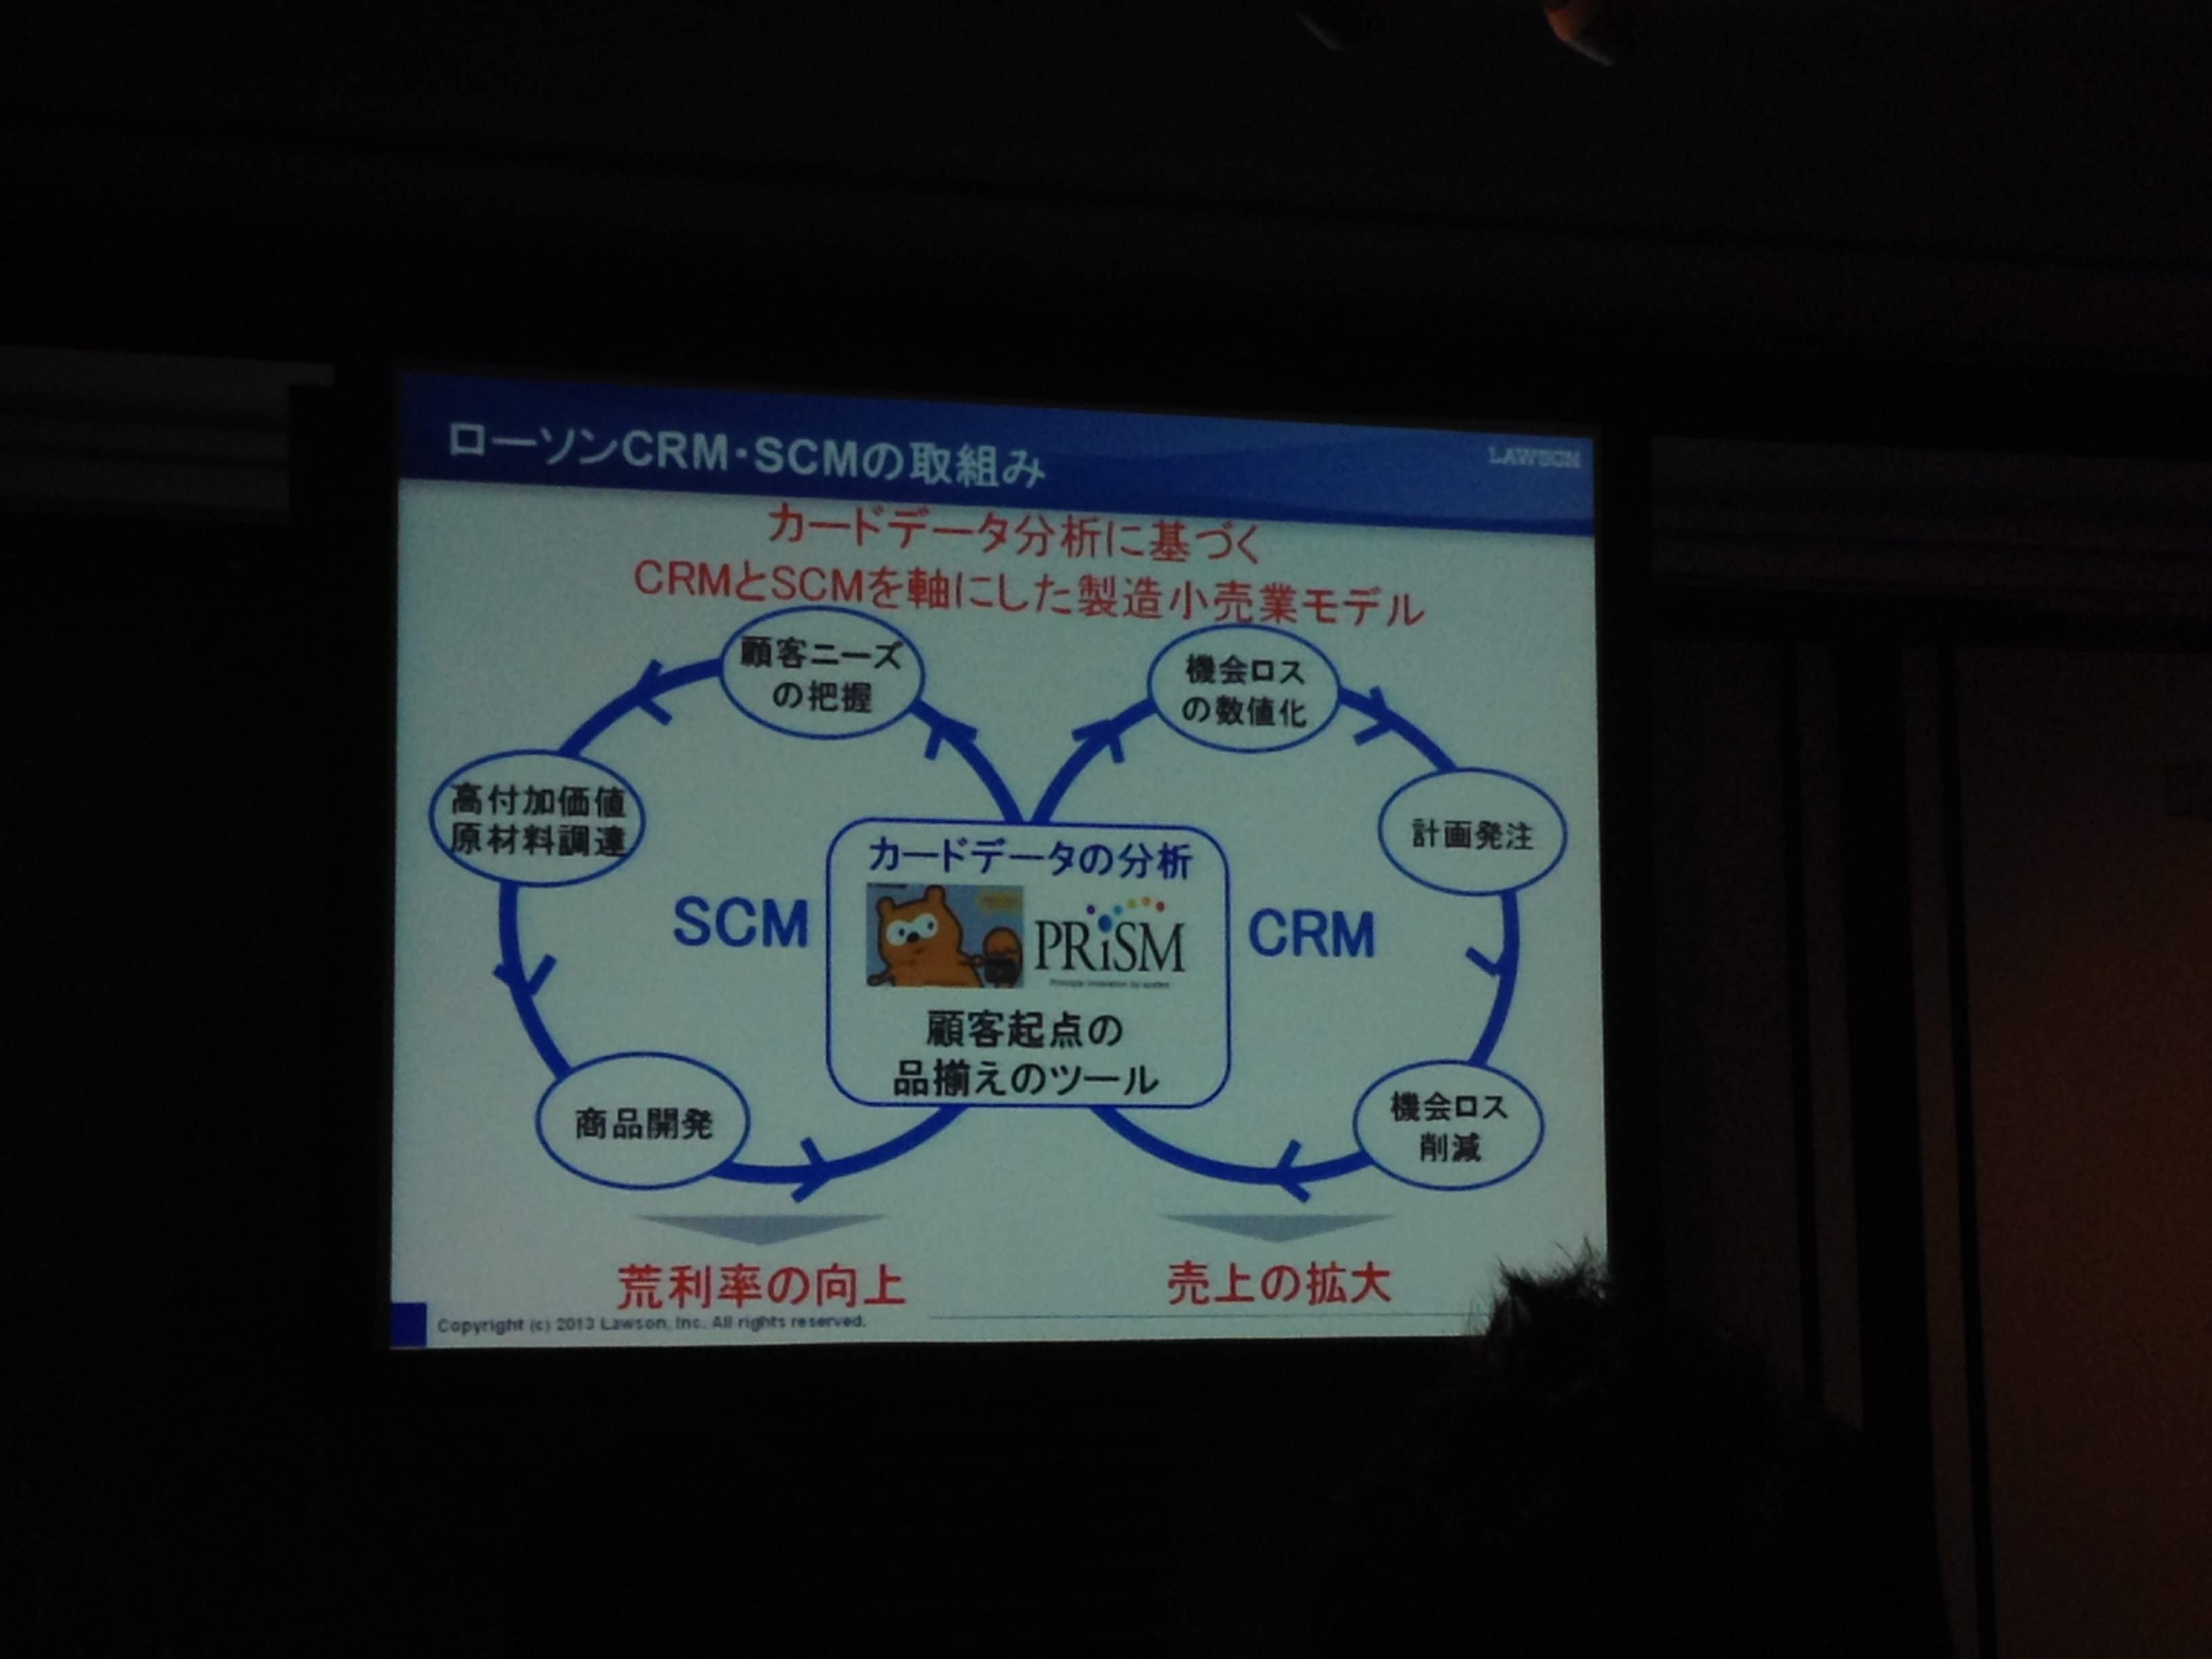 ローソンCRM・SCMの取組み
LAWSON
カードデータ分析に基づく
CRMとSCMを軸にした製造小売業モデル
顧客ニーズ
の把握
機会ロス
の数値化
高付加価値
原材料調達
計画発注
カードデータの分析
SCM
PRiSM
CRM
顧客起点の
品揃えのツール
商品開発
機会ロス
削減
荒利率の向上
売上の拡大
Copyright (c) 2013 Lawson, Inc. All rights reserved.